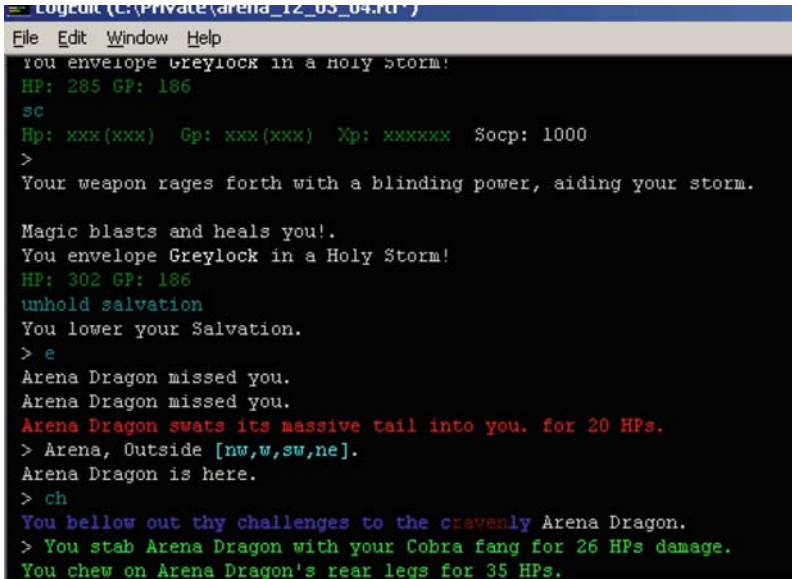 LogEdit (C:\Private\arena_12_03_04.rtf*)
File Edit Window Help
You envelope Greylock in a Holy Storm!
HP: 285 GP: 186
sc
Hp: xxx(xxx) Gp: xxx(xxx) Xp: xxxxxx Socp: 1000
>
Your weapon rages forth with a blinding power, aiding your storm.
Magic blasts and heals you!.
You envelope Greylock in a Holy Storm!
HP: 302 GP: 186
unhold salvation
You lower your Salvation.
> e
Arena Dragon missed you.
Arena Dragon missed you.
Arena Dragon swats its massive tail into you. for 20 HPs.
> Arena, Outside [nw,w,sw,ne].
Arena Dragon is here.
> ch
You bellow out thy challenges to the cravenly Arena Dragon.
> You stab Arena Dragon with your Cobra fang for 26 HPs damage.
You chew on Arena Dragon's rear legs for 35 HPs.